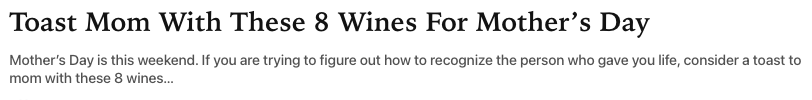 Toast Mom With These 8 Wines For Mother’s Day
Mother’s Day is this weekend. If you are trying to figure out how to recognize the person who gave you life, consider a toast to
mom with these 8 wines...